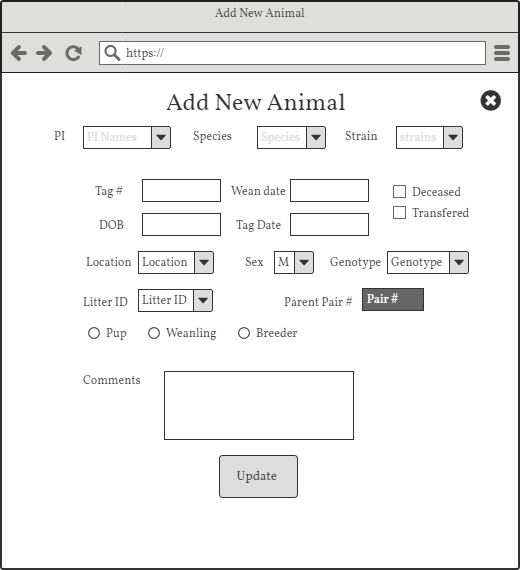 Add New Animal
https://
Add New Animal
PI PI Names Species Species Strain strains
Tag # Wean date Deceased
Transfered
DOB Tag Date
Location Location Sex M Genotype Genotype
Litter ID Litter ID Parent Pair # Pair #
Pup Weanling Breeder
Comments
Update